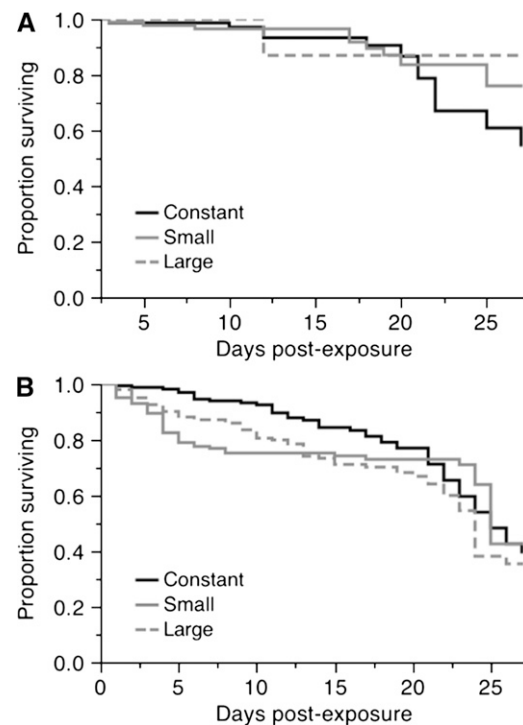 A
Proportion surviving
1.0
0.8
0.6
0.4
0.2
0.0
Constant
Small
Large
5 10 15 20 25
Days post-exposure
B
Proportion surviving
1.0
0.8
0.6
0.4
0.2
0.0
Constant
Small
Large
0 5 10 15 20 25
Days post-exposure